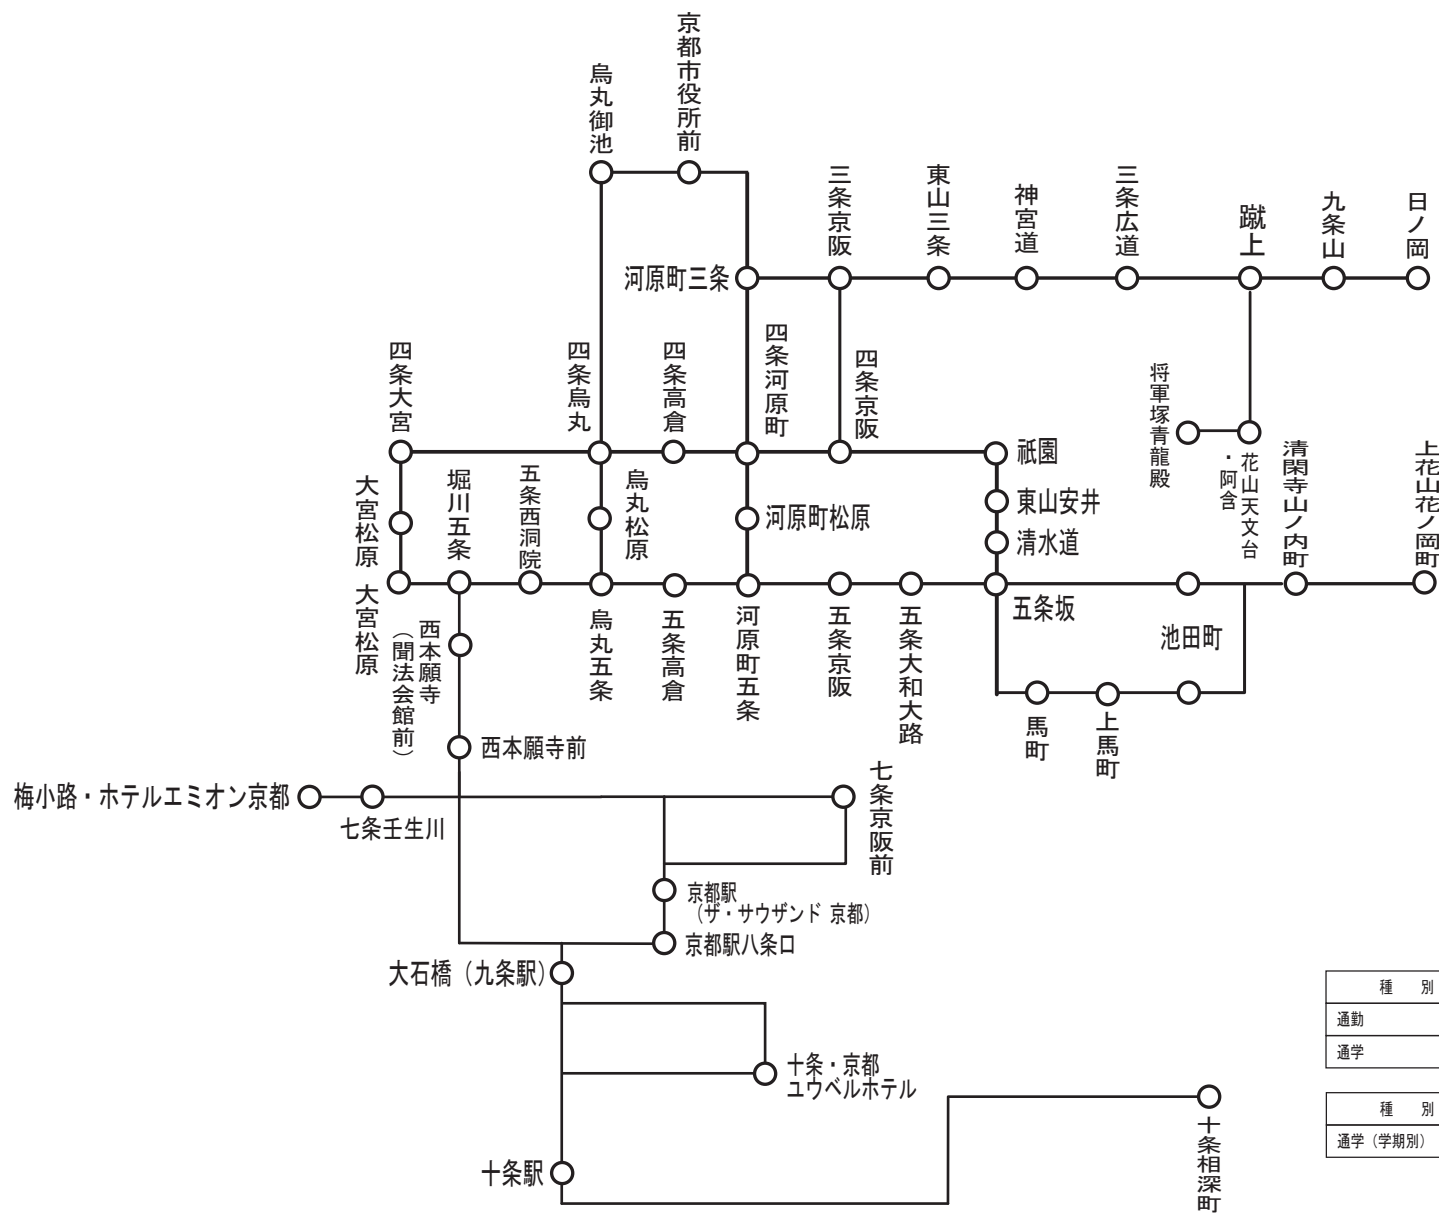 京都市役所前
烏丸御池
三条京阪
東山三条
神宮道
三条広道
蹴上
九条山
日ノ岡
河原町三条
四条大宮
四条烏丸
四条高倉
四条河原町
四条京阪
将軍塚青龍殿
花山天文台
・阿含
清閑寺山ノ内町
上花山花ノ岡町
祇園
東山安井
清水道
大宮松原
堀川五条
五条西洞院
烏丸松原
河原町松原
大宮松原
西本願寺
（聞法会館前）
烏丸五条
五条高倉
河原町五条
五条京阪
五条大和大路
五条坂
池田町
馬町
上馬町
西本願寺前
梅小路・ホテルエミオン京都
七条壬生川
七条京阪前
京都駅
（ザ・サウザンド 京都）
京都駅八条口
大石橋（九条駅）
十条・京都
ユウベルホテル
十条駅
十条相深町
種　別
通勤
通学
種　別
通学（学期別）